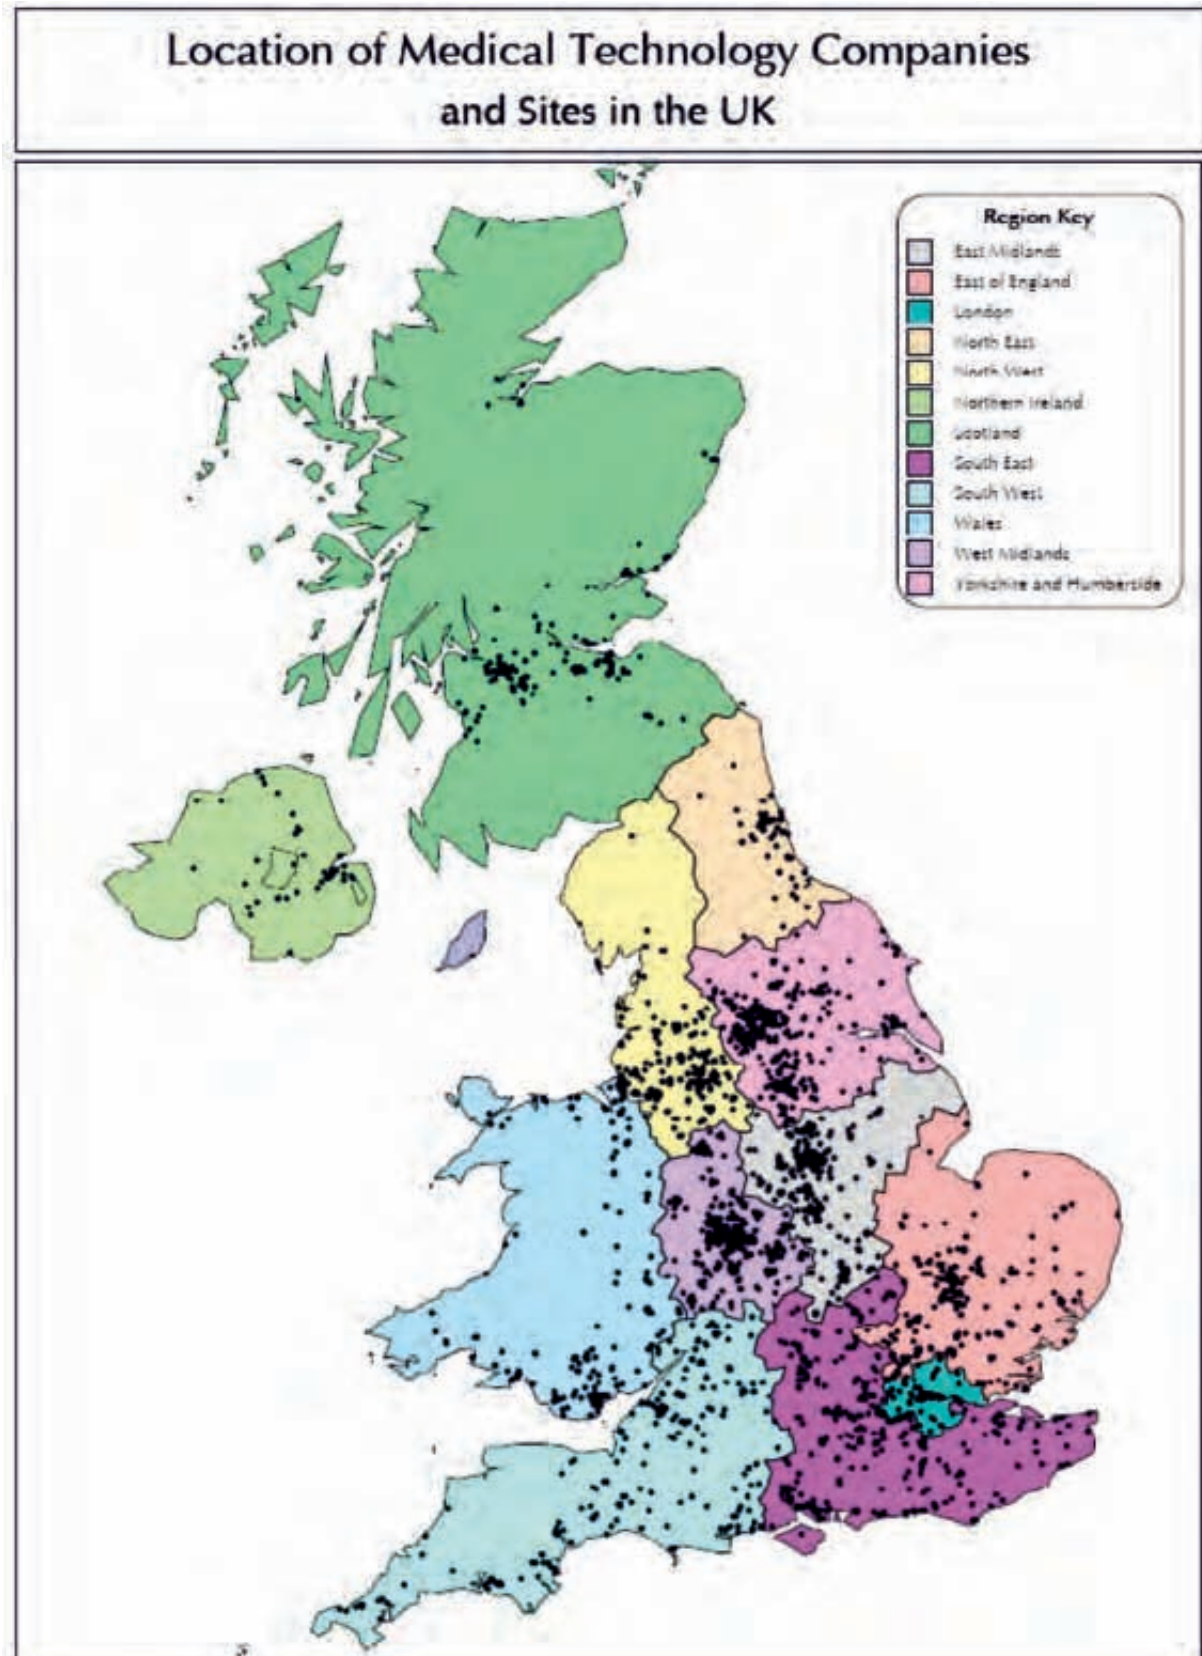 Location of Medical Technology Companies
and Sites in the UK
Region Key
East Midlands
East of England
London
North East
North West
Northern Ireland
Scotland
South East
South West
Wales
West Midlands
Yorkshire and Humberside